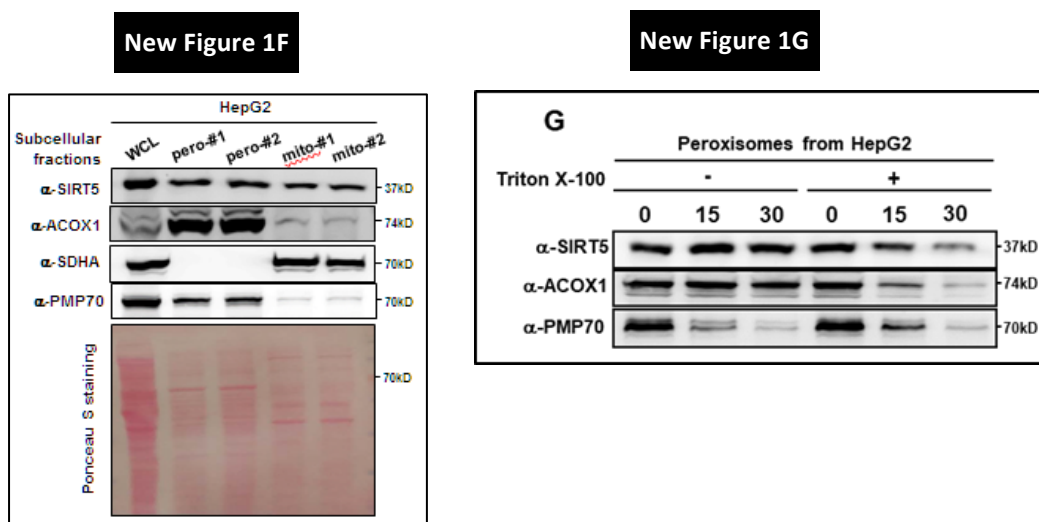 New Figure 1F
HepG2
Subcellular fractions
WCL pero-#1 pero-#2 mito-#1 mito-#2
α-SIRT5 37kD
α-ACOX1 74kD
α-SDHA 70kD
α-PMP70 70kD
70kD
Ponceau S staining
New Figure 1G
G
Peroxisomes from HepG2
Triton X-100 - +
0 15 30 0 15 30
α-SIRT5 37kD
α-ACOX1 74kD
α-PMP70 70kD